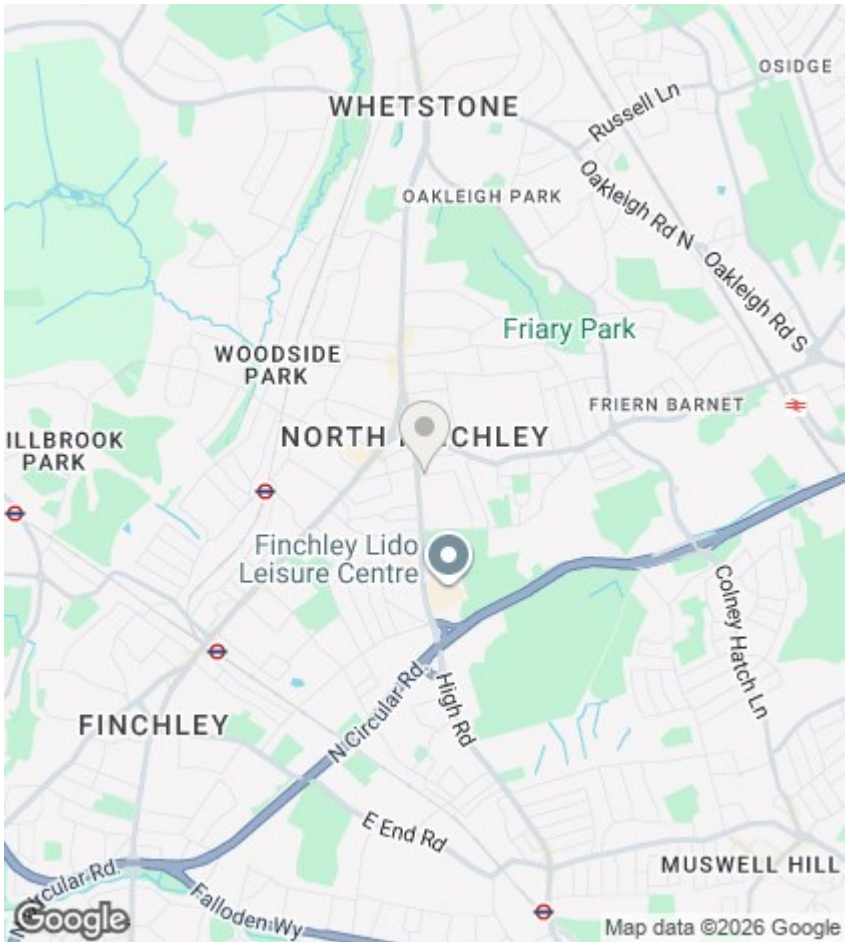 OSIDGE
WHETSTONE
Russell Ln
OAKLEIGH PARK
Oakleigh Rd N
Oakleigh Rd S
Friary Park
WOODSIDE
PARK
FRIERN BARNET
NORTH
ILLBROOK
PARK
Finchley Lido
Leisure Centre
Colney Hatch Ln
High Rd
N Circular Rd
FINCHLEY
E End Rd
MUSWELL HILL
N Circular Rd.
Falloden Wy
Google
Map data ©2026 Google